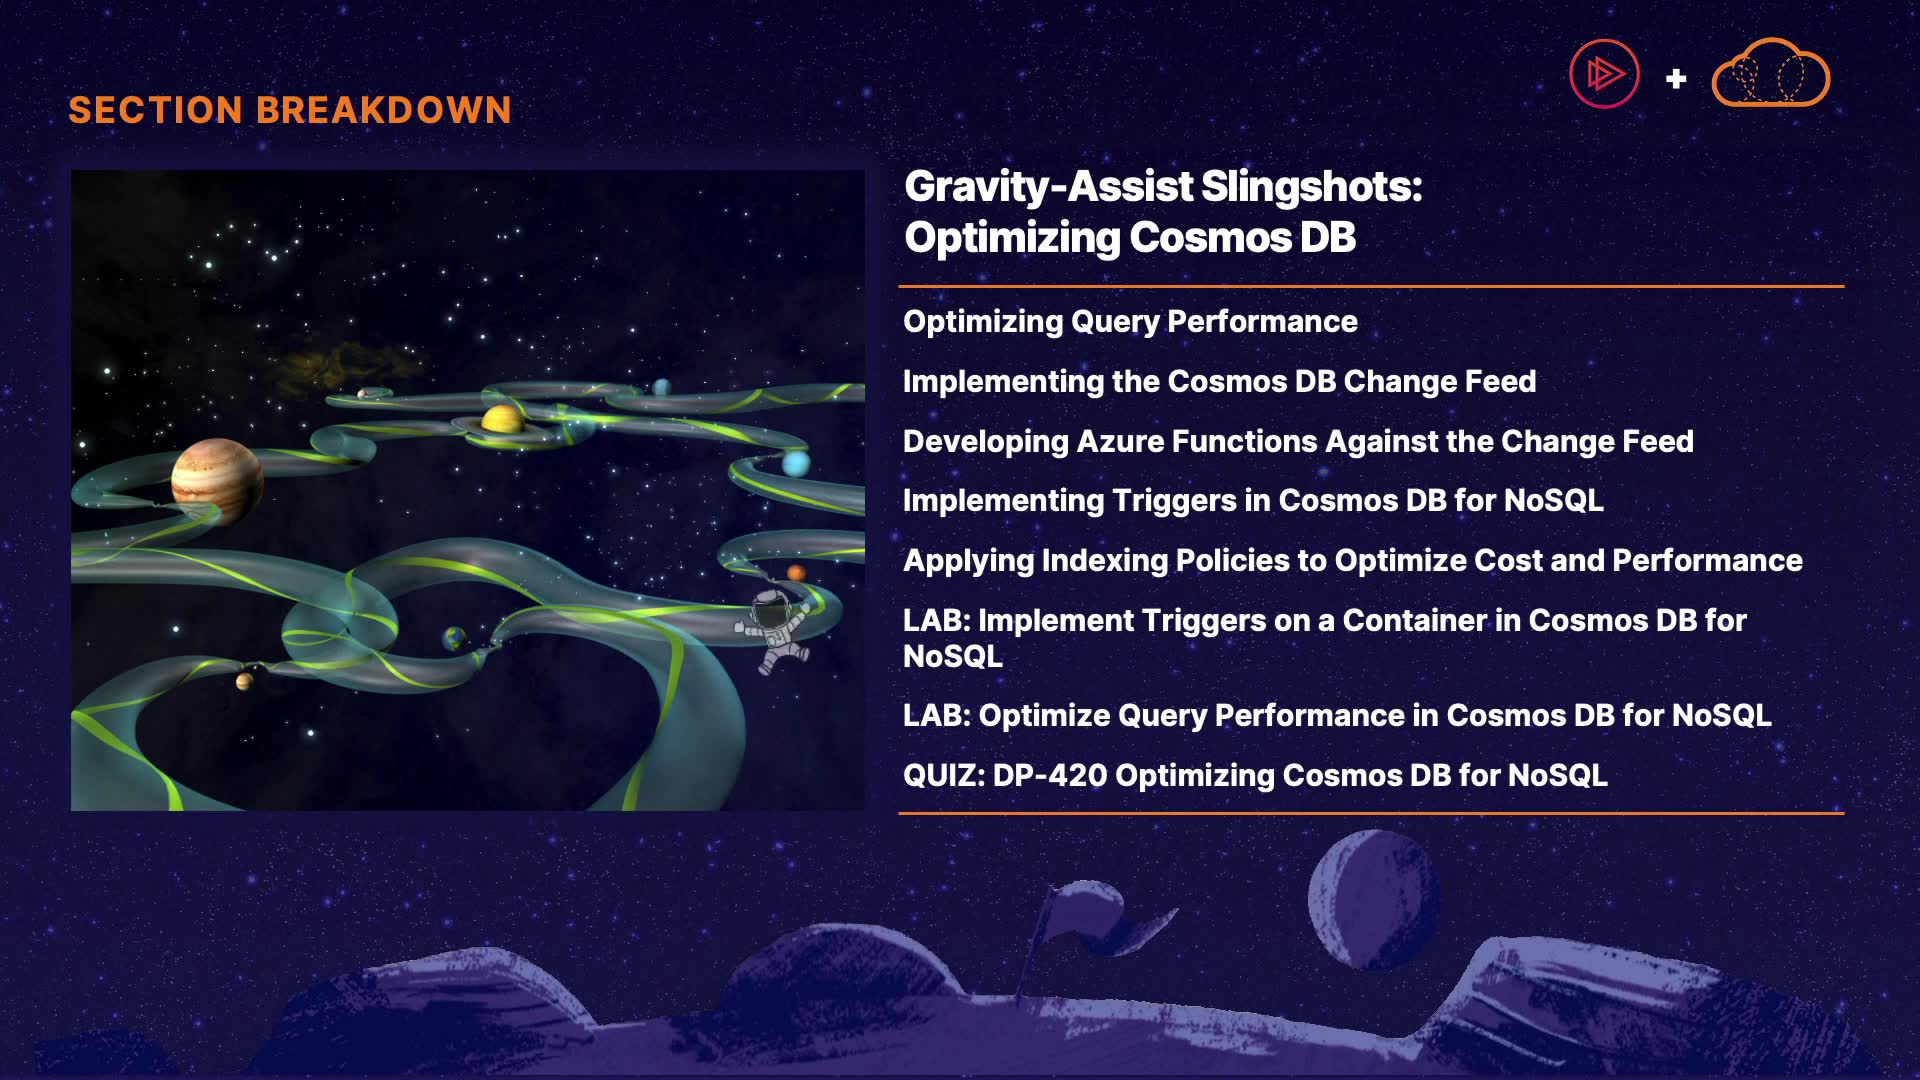 SECTION BREAKDOWN
Gravity-Assist Slingshots:
Optimizing Cosmos DB
Optimizing Query Performance
Implementing the Cosmos DB Change Feed
Developing Azure Functions Against the Change Feed
Implementing Triggers in Cosmos DB for NoSQL
Applying Indexing Policies to Optimize Cost and Performance
LAB: Implement Triggers on a Container in Cosmos DB for
NoSQL
LAB: Optimize Query Performance in Cosmos DB for NoSQL
QUIZ: DP-420 Optimizing Cosmos DB for NoSQL